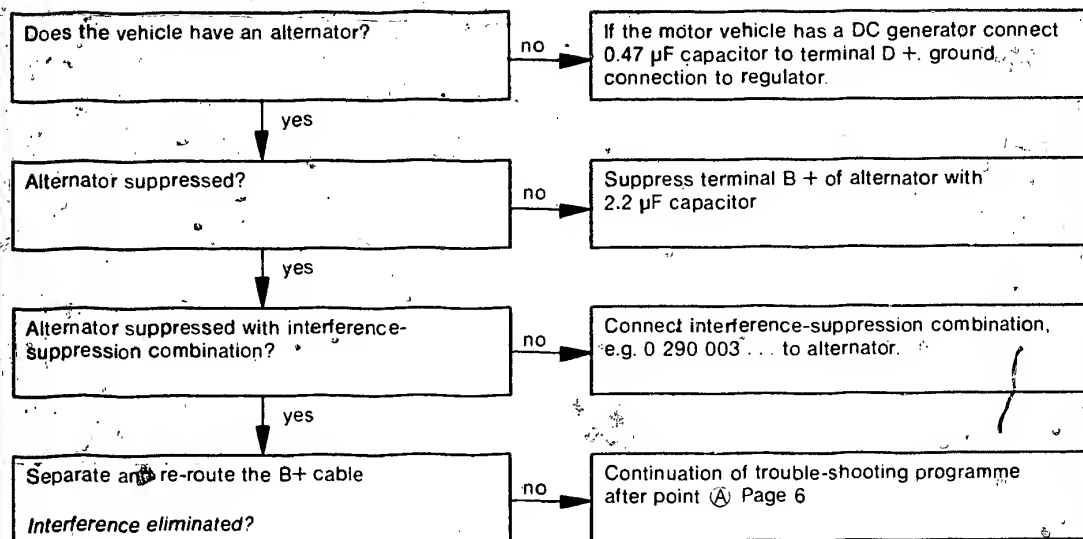 Does the vehicle have an alternator?
no
If the motor vehicle has a DC generator connect
0.47 µF capacitor to terminal D +. ground
connection to regulator.
yes
Alternator suppressed?
no
Suppress terminal B + of alternator with
2.2 µF capacitor
yes
Alternator suppressed with interference-
suppression combination?
no
Connect interference-suppression combination,
e.g. 0 290 003 ... to alternator.
yes
Separate and re-route the B+ cable
Interference eliminated?
no
Continuation of trouble-shooting programme
after point Ⓐ Page 6